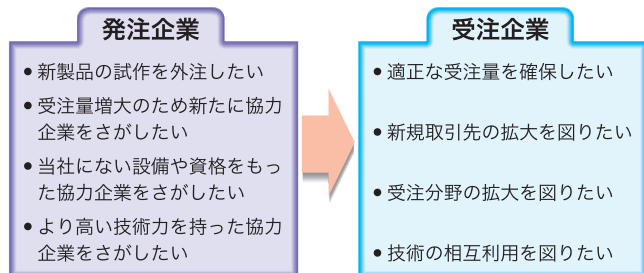 発注企業
● 新製品の試作を外注したい
● 受注量増大のため新たに協力
企業をさがしたい
● 当社にない設備や資格をもっ
た協力企業をさがしたい
● より高い技術力を持った協力
企業をさがしたい
受注企業
● 適正な受注量を確保したい
● 新規取引先の拡大を図りたい
● 受注分野の拡大を図りたい
● 技術の相互利用を図りたい